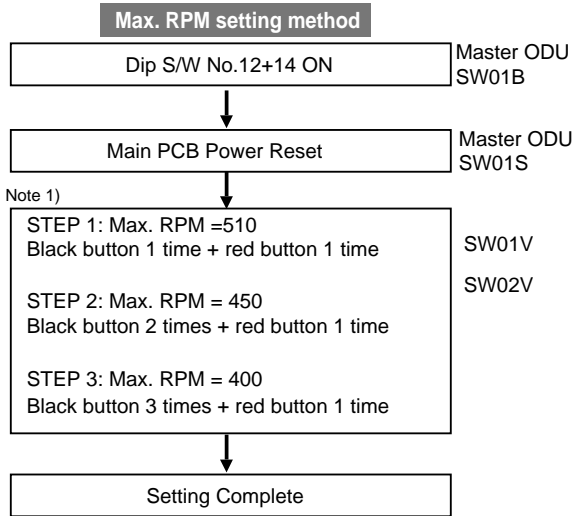 Max. RPM setting method
Dip S/W No.12+14 ON
Master ODU
SW01B
Main PCB Power Reset
Master ODU
SW01S
Note 1)
STEP 1: Max. RPM =510
Black button 1 time + red button 1 time
SW01V
SW02V
STEP 2: Max. RPM = 450
Black button 2 times + red button 1 time
STEP 3: Max. RPM = 400
Black button 3 times + red button 1 time
Setting Complete